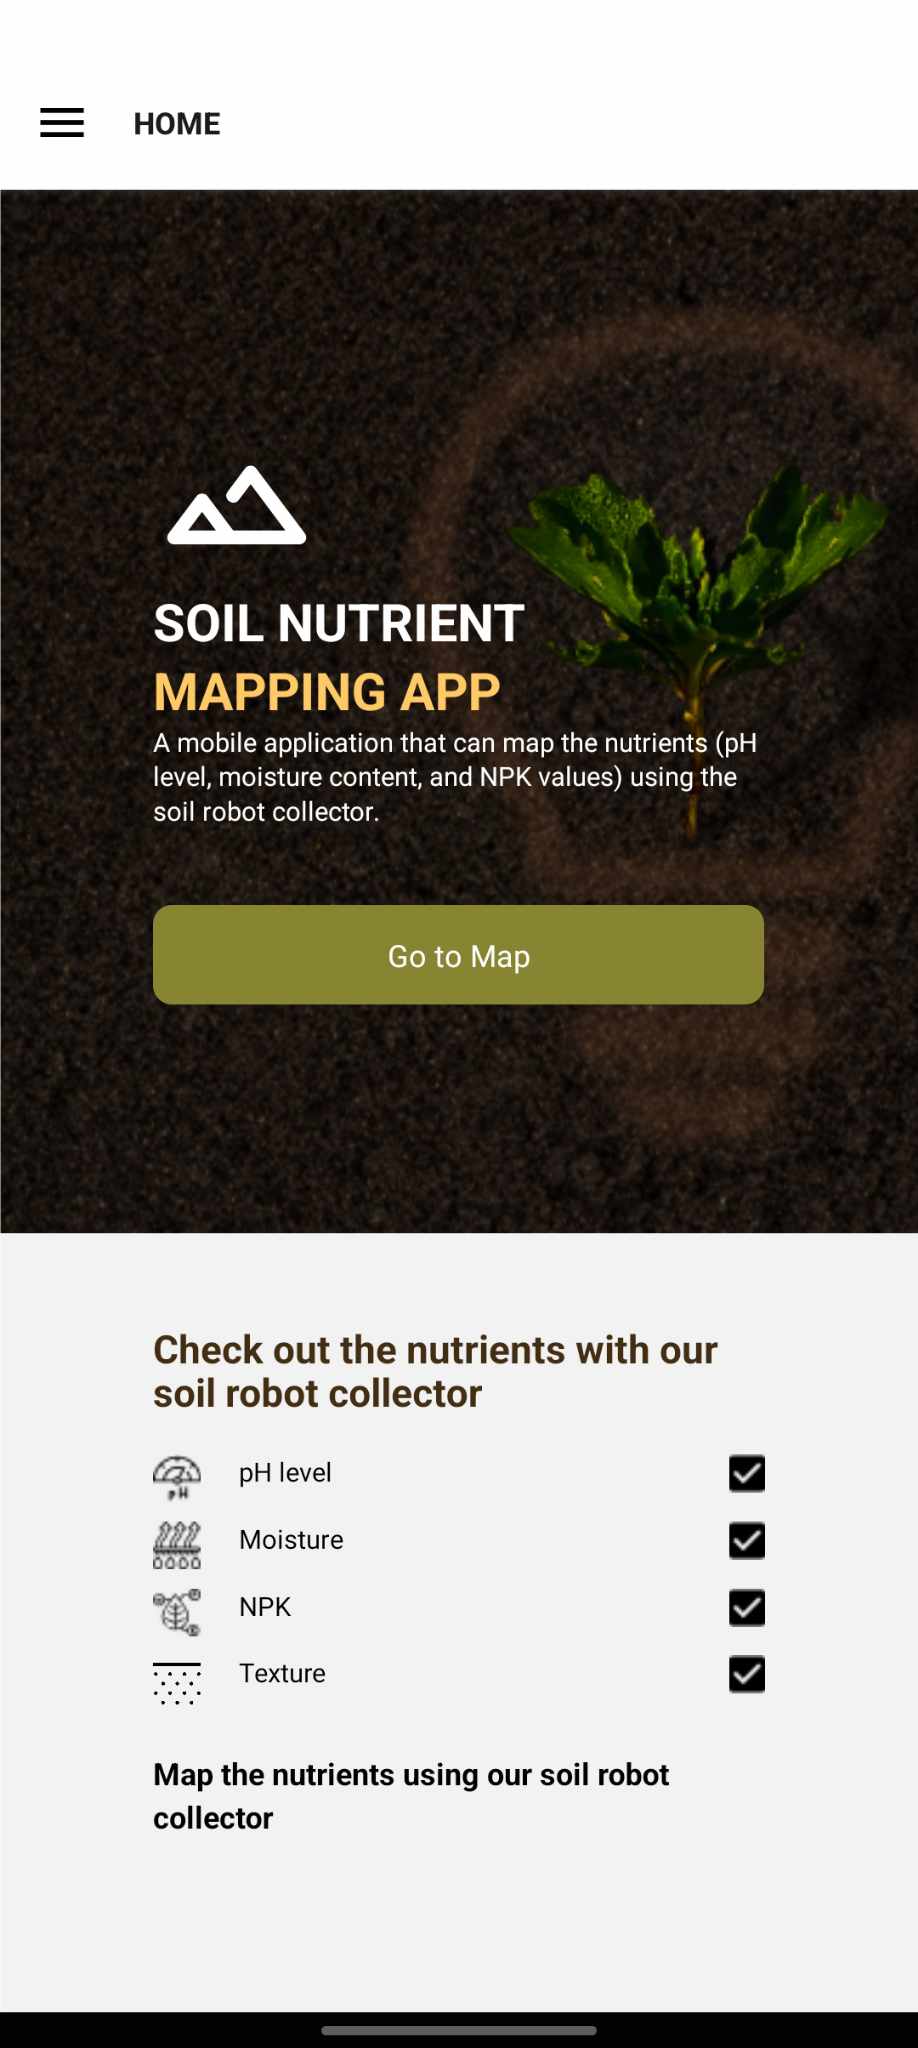 HOME
SOIL NUTRIENT
MAPPING APP
A mobile application that can map the nutrients (pH
level, moisture content, and NPK values) using the
soil robot collector.
Go to Map
Check out the nutrients with our
soil robot collector
pH
pH level
Moisture
NPK
Texture
Map the nutrients using our soil robot
collector